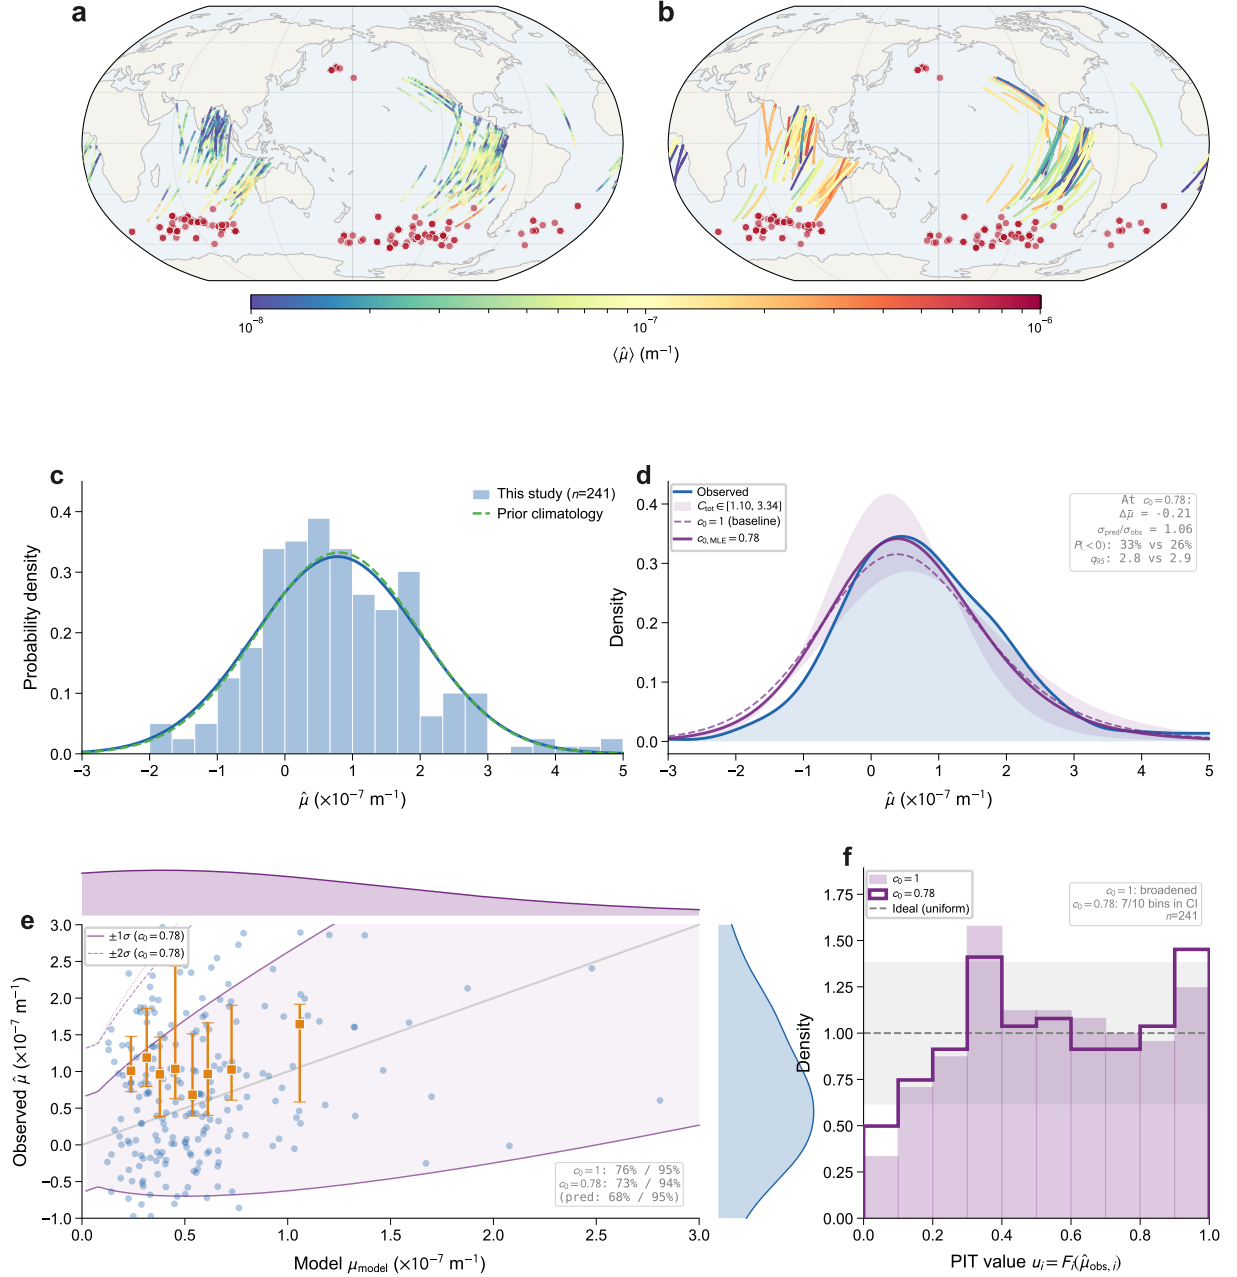 a
b
10⁻⁸
10⁻⁷
10⁻⁶
⟨μ̂⟩ (m⁻¹)
c
This study (n=241)
Prior climatology
0.4
0.3
0.2
0.1
0.0
Probability density
−3 −2 −1 0 1 2 3 4 5
μ̂ (×10⁻⁷ m⁻¹)
d
Observed
C_tot ∈ [1.10, 3.34]
c₀ = 1 (baseline)
c₀,MLE = 0.78
At c₀ = 0.78:
Δμ̄ = -0.21
σ_pred/σ_obs = 1.06
P(<0): 33% vs 26%
q₉₅: 2.8 vs 2.9
0.4
0.3
0.2
0.1
0.0
Density
−3 −2 −1 0 1 2 3 4 5
μ̂ (×10⁻⁷ m⁻¹)
e
±1σ (c₀ = 0.78)
±2σ (c₀ = 0.78)
3.0
2.5
2.0
1.5
1.0
0.5
0.0
−0.5
−1.0
Observed μ̂ (×10⁻⁷ m⁻¹)
c₀ = 1: 76% / 95%
c₀ = 0.78: 73% / 94%
(pred: 68% / 95%)
0.0 0.5 1.0 1.5 2.0 2.5 3.0
Model μ_model (×10⁻⁷ m⁻¹)
f
c₀ = 1
c₀ = 0.78
Ideal (uniform)
c₀ = 1: broadened
c₀ = 0.78: 7/10 bins in CI
n=241
1.75
1.50
1.25
1.00
0.75
0.50
0.25
0.00
Density
0.0 0.2 0.4 0.6 0.8 1.0
PIT value uᵢ = Fᵢ(μ̂_obs, i)